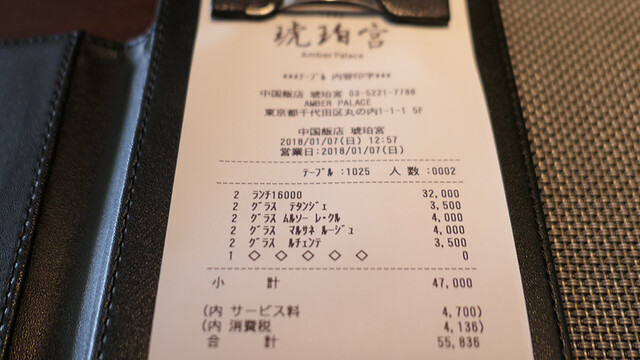 琥珀宮
Amber Palace
***ﾃｰﾌﾞﾙ 内容印字***
中国飯店 琥珀宮 03-5221-7788
AMBER PALACE
東京都千代田区丸の内1-1-1 5F
中国飯店 琥珀宮
2018/01/07(日) 12:57
営業日:2018/01/07(日)
ﾃｰﾌﾞﾙ :1025 人 数 :0002
2 ランチ16000 32,000
2 ｸﾞﾗｽ ﾃﾀﾝｼﾞｪ 3,500
2 ｸﾞﾗｽ ﾑﾙｿｰ ﾚ･ｸﾙ 4,000
2 ｸﾞﾗｽ ﾏﾙｻﾈ ﾙｰｼﾞｭ 4,000
2 ｸﾞﾗｽ ﾙﾁｪﾝﾃ 3,500
1 ◇ ◇ ◇ ◇ ◇ 0
小 計 47,000
(内 サービス料 4,700)
(内 消費税 4,136)
合 計 55,836